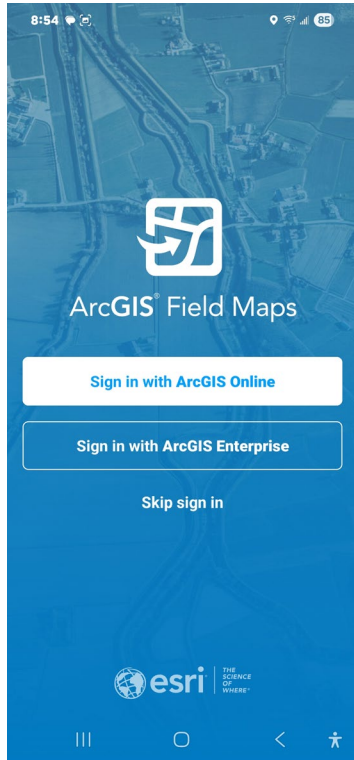 8:54
85
ArcGIS® Field Maps
Sign in with ArcGIS Online
Sign in with ArcGIS Enterprise
Skip sign in
esri
THE
SCIENCE
OF
WHERE®